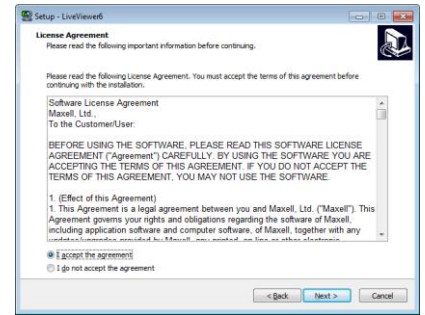 Setup - LiveViewer6
License Agreement
Please read the following important information before continuing.
Please read the following License Agreement. You must accept the terms of this agreement before
continuing with the installation.
Software License Agreement
Maxell, Ltd.,
To the Customer/User:
BEFORE USING THE SOFTWARE, PLEASE READ THIS SOFTWARE LICENSE
AGREEMENT ("Agreement") CAREFULLY. BY USING THE SOFTWARE YOU ARE
ACCEPTING THE TERMS OF THIS AGREEMENT. IF YOU DO NOT ACCEPT THE
TERMS OF THIS AGREEMENT, YOU MAY NOT USE THE SOFTWARE.
1. (Effect of this Agreement)
1. This Agreement is a legal agreement between you and Maxell, Ltd. ("Maxell"). This
Agreement governs your rights and obligations regarding the software of Maxell,
including application software and computer software, of Maxell, together with any
I accept the agreement
I do not accept the agreement
< Back
Next >
Cancel